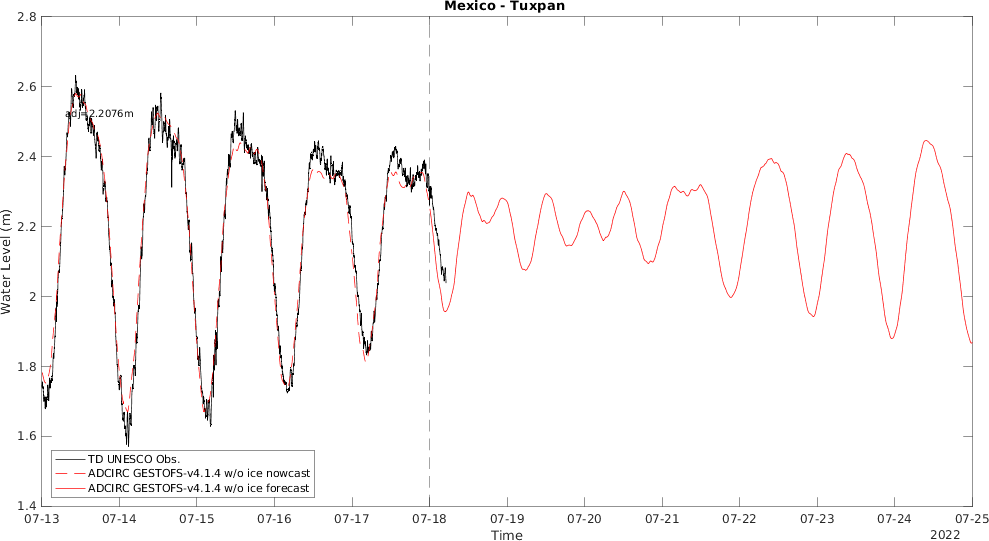 Mexico - Tuxpan
Water Level (m)
2.8
2.6
2.4
2.2
2
1.8
1.6
1.4
adj=2.2076m
TD UNESCO Obs.
ADCIRC GESTOFS-v4.1.4 w/o ice nowcast
ADCIRC GESTOFS-v4.1.4 w/o ice forecast
07-13 07-14 07-15 07-16 07-17 07-18 07-19 07-20 07-21 07-22 07-23 07-24 07-25
Time
2022